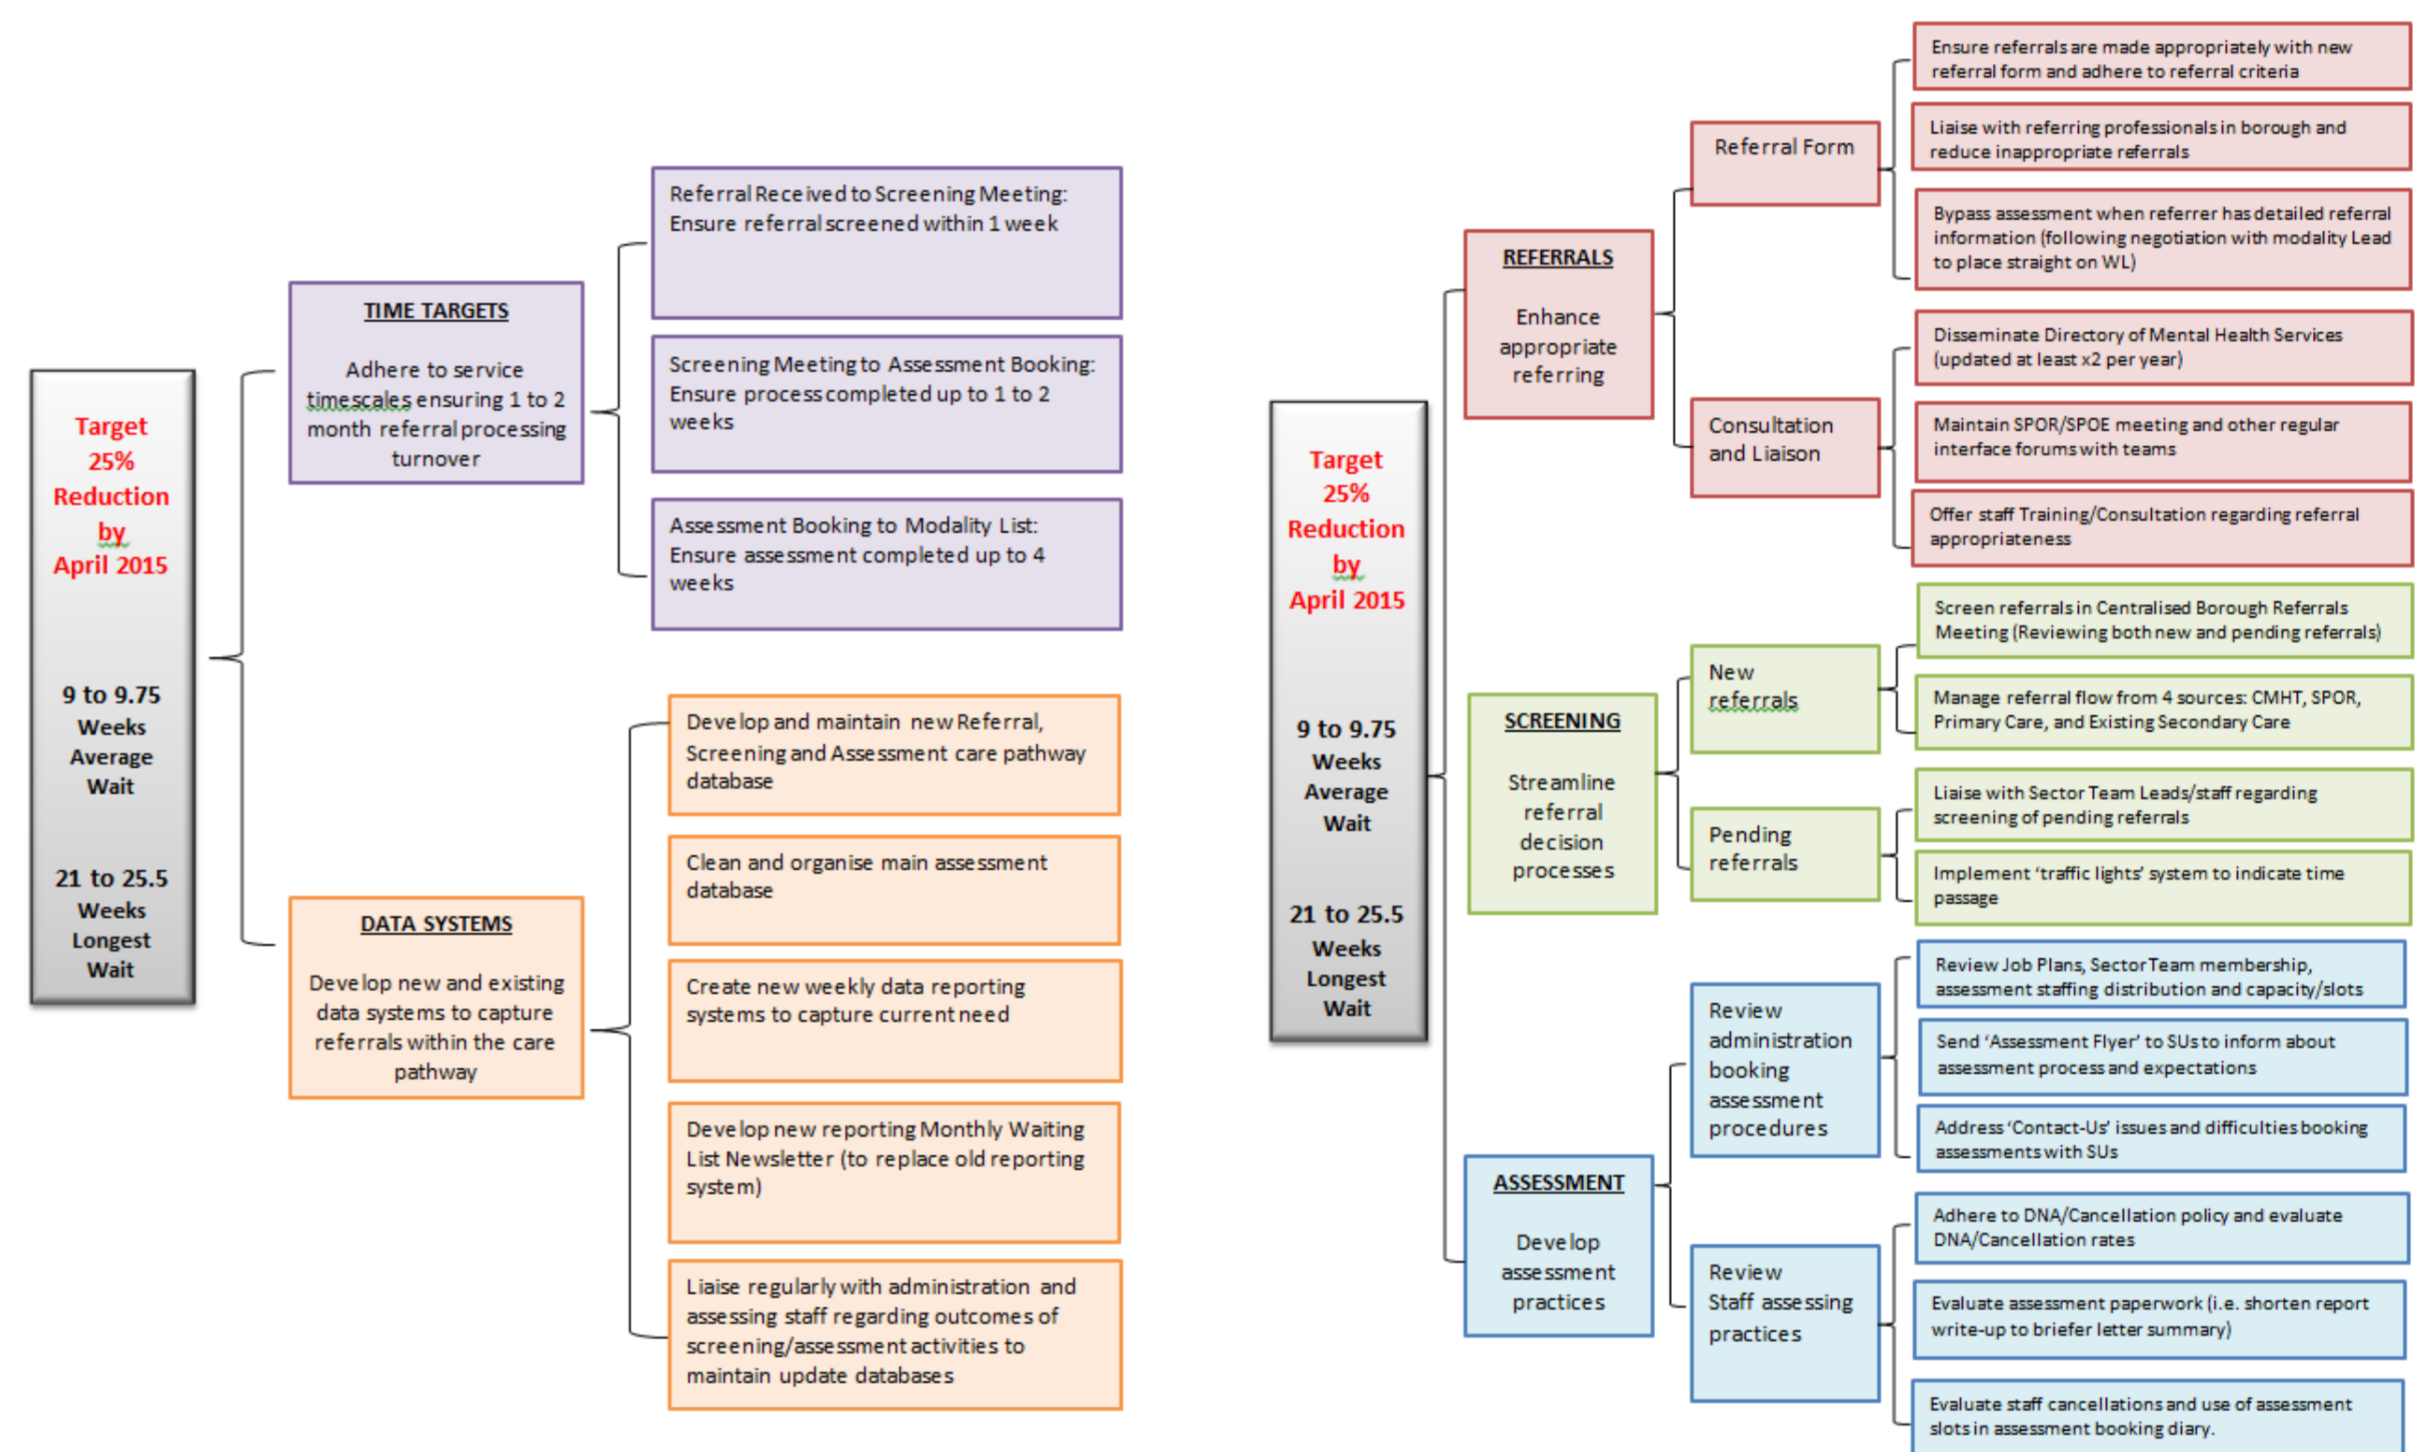 Target
25%
Reduction
by
April 2015
9 to 9.75
Weeks
Average
Wait
21 to 25.5
Weeks
Longest
Wait
TIME TARGETS
Adhere to service
timescales ensuring 1 to 2
month referral processing
turnover
Referral Received to Screening Meeting:
Ensure referral screened within 1 week
Screening Meeting to Assessment Booking:
Ensure process completed up to 1 to 2
weeks
Assessment Booking to Modality List:
Ensure assessment completed up to 4
weeks
DATA SYSTEMS
Develop new and existing
data systems to capture
referrals within the care
pathway
Develop and maintain new Referral,
Screening and Assessment care pathway
database
Clean and organise main assessment
database
Create new weekly data reporting
systems to capture current need
Develop new reporting Monthly Waiting
List Newsletter (to replace old reporting
system)
Liaise regularly with administration and
assessing staff regarding outcomes of
screening/assessment activities to
maintain update databases
Target
25%
Reduction
by
April 2015
9 to 9.75
Weeks
Average
Wait
21 to 25.5
Weeks
Longest
Wait
REFERRALS
Enhance
appropriate
referring
Referral Form
Ensure referrals are made appropriately with new
referral form and adhere to referral criteria
Liaise with referring professionals in borough and
reduce inappropriate referrals
Bypass assessment when referrer has detailed referral
information (following negotiation with modality Lead
to place straight on WL)
Consultation
and Liaison
Disseminate Directory of Mental Health Services
(updated at least x2 per year)
Maintain SPOR/SPOE meeting and other regular
interface forums with teams
Offer staff Training/Consultation regarding referral
appropriateness
SCREENING
Streamline
referral
decision
processes
New
referrals
Screen referrals in Centralised Borough Referrals
Meeting (Reviewing both new and pending referrals)
Manage referral flow from 4 sources: CMHT, SPOR,
Primary Care, and Existing Secondary Care
Pending
referrals
Liaise with Sector Team Leads/staff regarding
screening of pending referrals
Implement ‘traffic lights’ system to indicate time
passage
ASSESSMENT
Develop
assessment
practices
Review
administration
booking
assessment
procedures
Review Job Plans, Sector Team membership,
assessment staffing distribution and capacity/slots
Send ‘Assessment Flyer’ to SUs to inform about
assessment process and expectations
Address ‘Contact-Us’ issues and difficulties booking
assessments with SUs
Review
Staff assessing
practices
Adhere to DNA/Cancellation policy and evaluate
DNA/Cancellation rates
Evaluate assessment paperwork (i.e. shorten report
write-up to briefer letter summary)
Evaluate staff cancellations and use of assessment
slots in assessment booking diary.